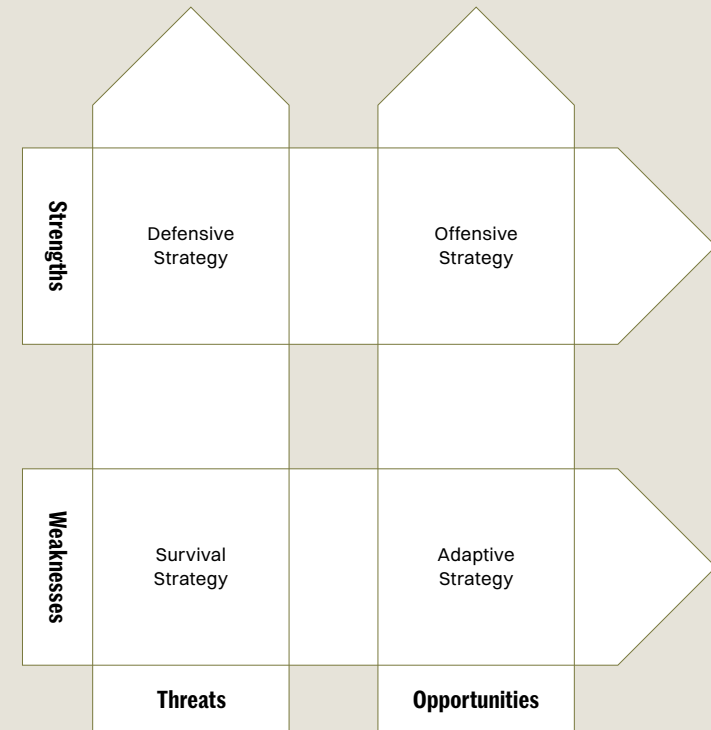 Strengths
Defensive
Strategy
Offensive
Strategy
Weaknesses
Survival
Strategy
Adaptive
Strategy
Threats
Opportunities